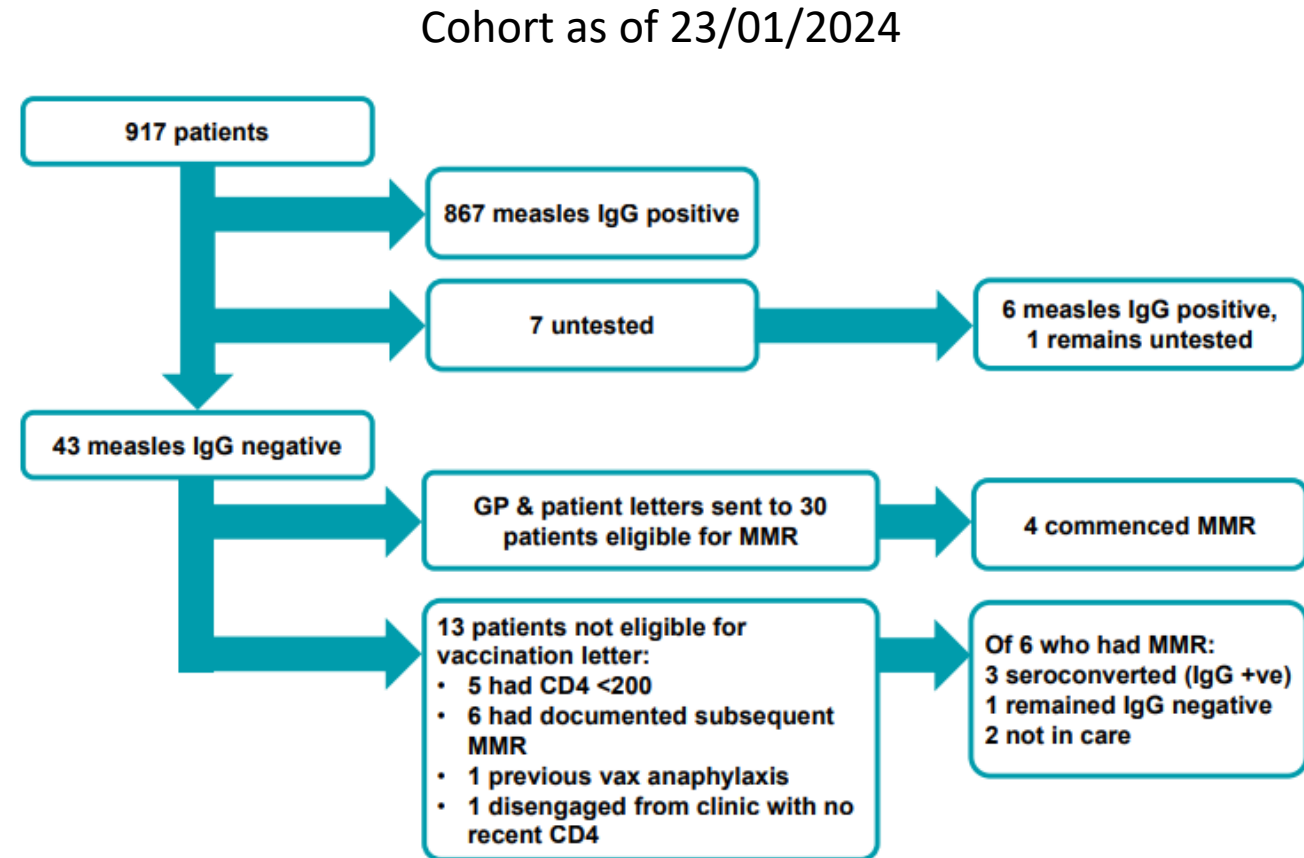 Cohort as of 23/01/2024
917 patients
867 measles IgG positive
7 untested
6 measles IgG positive,
1 remains untested
43 measles IgG negative
GP & patient letters sent to 30
patients eligible for MMR
4 commenced MMR
13 patients not eligible for
vaccination letter:
• 5 had CD4 <200
• 6 had documented subsequent
MMR
• 1 previous vax anaphylaxis
• 1 disengaged from clinic with no
recent CD4
Of 6 who had MMR:
3 seroconverted (IgG +ve)
1 remained IgG negative
2 not in care